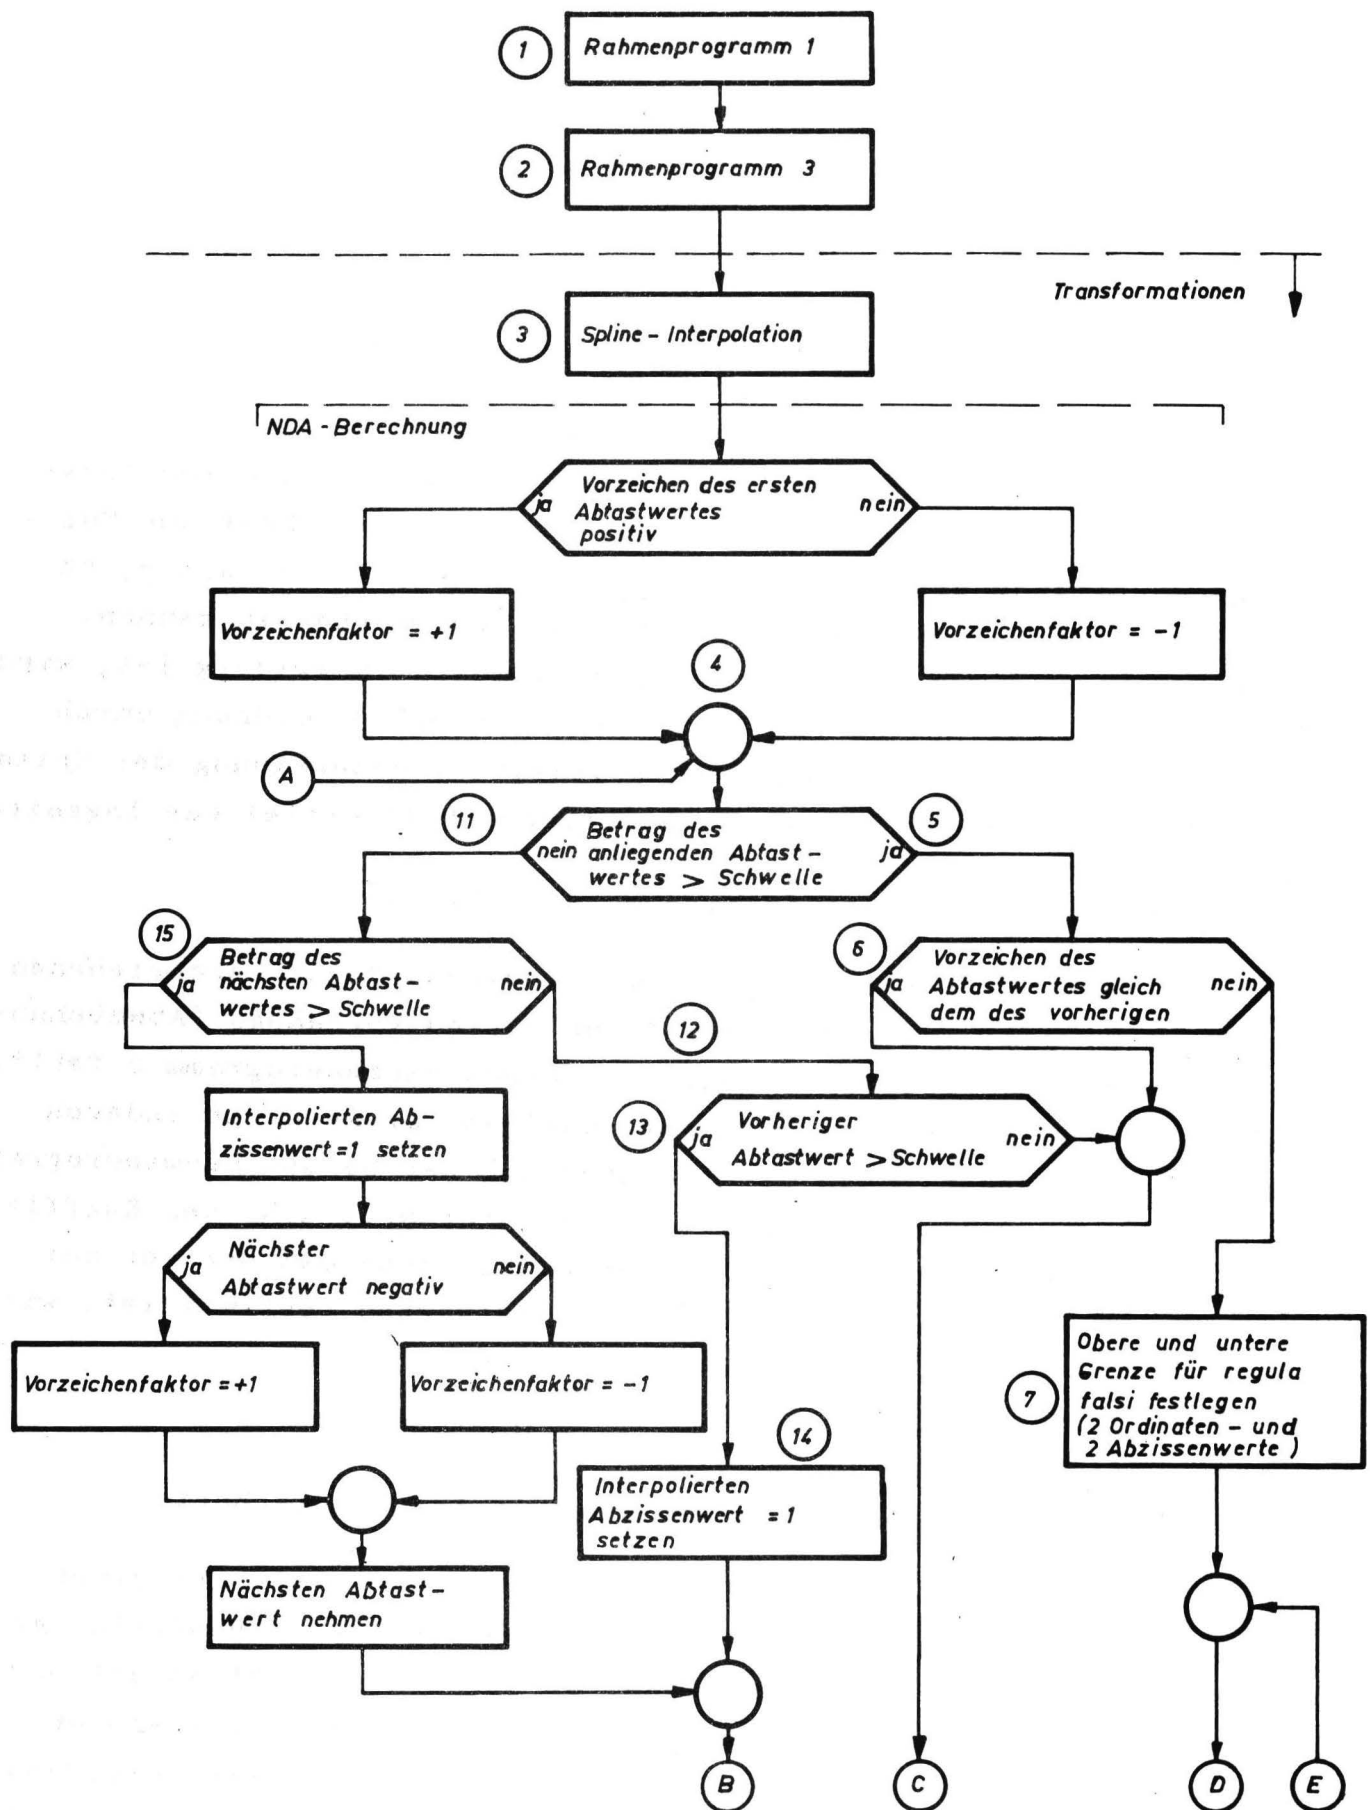 1
Rahmenprogramm 1
2
Rahmenprogramm 3
Transformationen
3
Spline - Interpolation
NDA - Berechnung
ja
Vorzeichen des ersten
Abtastwertes
positiv
nein
Vorzeichenfaktor = +1
Vorzeichenfaktor = -1
4
A
11
5
nein
Betrag des
anliegenden Abtast-
wertes > Schwelle
ja
15
ja
Betrag des
nächsten Abtast-
wertes > Schwelle
nein
6
ja
Vorzeichen des
Abtastwertes gleich
dem des vorherigen
nein
12
Interpolierten Ab-
zissenwert=1 setzen
13
ja
Vorheriger
Abtastwert > Schwelle
nein
ja
Nächster
Abtastwert negativ
nein
Vorzeichenfaktor = +1
Vorzeichenfaktor = -1
7
Obere und untere
Grenze für regula
falsi festlegen
(2 Ordinaten - und
2 Abzissenwerte)
14
Interpolierten
Abzissenwert = 1
setzen
Nächsten Abtast-
wert nehmen
B
C
D
E